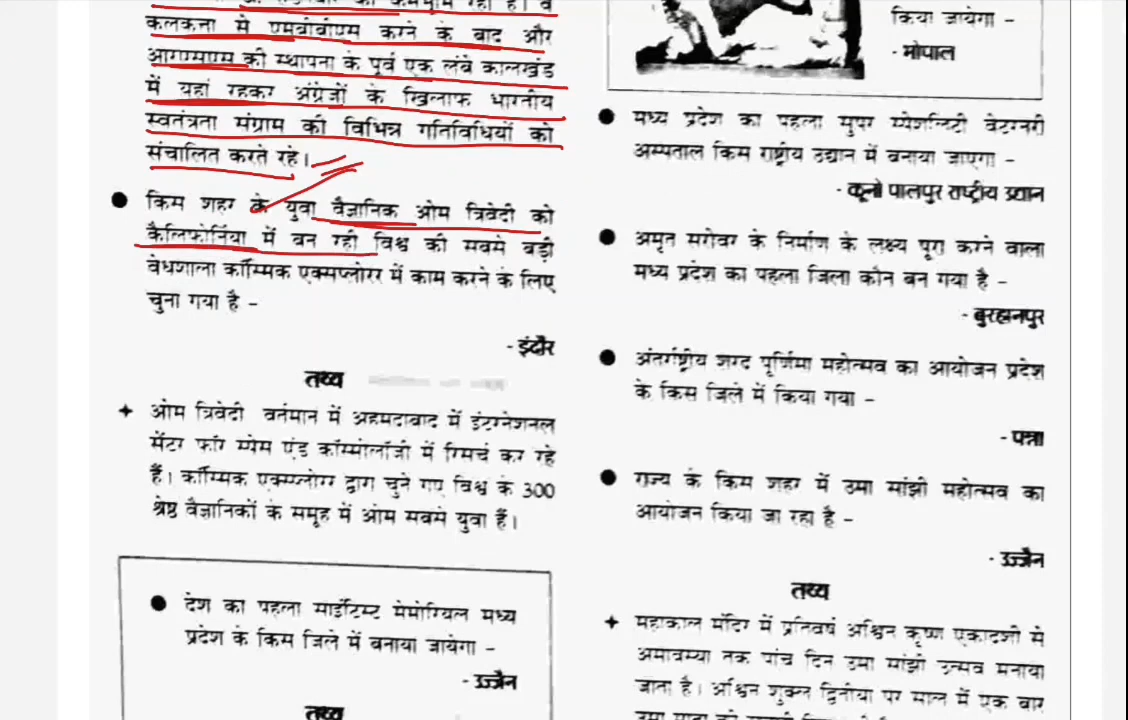 कर्मभूमि रहा है। वे
कलकत्ता से एमबीबीएस करने के बाद और
आरएसएस की स्थापना के पूर्व एक लंबे कालखंड
में यहां रहकर अंग्रेजों के खिलाफ भारतीय
स्वतंत्रता संग्राम की विभिन्न गतिविधियों को
संचालित करते रहे।
● किस शहर के युवा वैज्ञानिक ओम त्रिवेदी को
कैलिफोर्निया में बन रही विश्व की सबसे बड़ी
वेधशाला कॉस्मिक एक्सप्लोरर में काम करने के लिए
चुना गया है -
- इंदौर
तथ्य
+ ओम त्रिवेदी वर्तमान में अहमदाबाद में इंटरनेशनल
सेंटर फॉर स्पेस एंड कॉस्मोलॉजी में रिसर्च कर रहे
हैं। कॉस्मिक एक्सप्लोरर द्वारा चुने गए विश्व के 300
श्रेष्ठ वैज्ञानिकों के समूह में ओम सबसे युवा हैं।
● देश का पहला साइंटिस्ट मेमोरियल मध्य
प्रदेश के किस जिले में बनाया जायेगा -
- उज्जैन
तथ्य
किया जायेगा -
- भोपाल
● मध्य प्रदेश का पहला सुपर स्पेशलिटी वेटरनरी
अस्पताल किस राष्ट्रीय उद्यान में बनाया जाएगा -
- कूनो पालपुर राष्ट्रीय उद्यान
● अमृत सरोवर के निर्माण के लक्ष्य पूरा करने वाला
मध्य प्रदेश का पहला जिला कौन बन गया है -
- बुरहानपुर
● अंतर्राष्ट्रीय शरद पूर्णिमा महोत्सव का आयोजन प्रदेश
के किस जिले में किया गया -
- पन्ना
● राज्य के किस शहर में उमा सांझी महोत्सव का
आयोजन किया जा रहा है -
- उज्जैन
तथ्य
+ महाकाल मंदिर में प्रतिवर्ष अश्विन कृष्ण एकादशी से
अमावस्या तक पांच दिन उमा सांझी उत्सव मनाया
जाता है। अश्विन शुक्ल द्वितीया पर साल में एक बार
उमा माता की